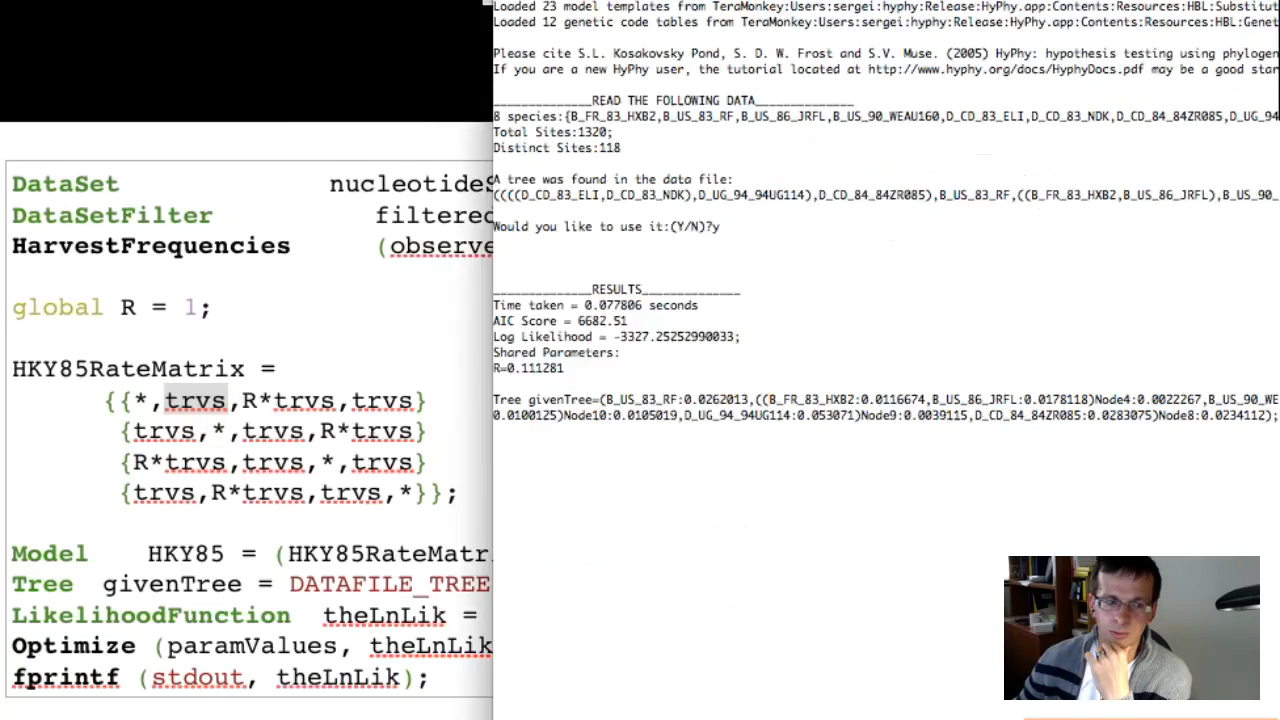 DataSet nucleotideS
DataSetFilter filtered
HarvestFrequencies (observe
global R = 1;
HKY85RateMatrix =
{{*,trvs,R*trvs,trvs}
{trvs,*,trvs,R*trvs}
{R*trvs,trvs,*,trvs}
{trvs,R*trvs,trvs,*}};
Model HKY85 = (HKY85RateMatri
Tree givenTree = DATAFILE_TREE
LikelihoodFunction theLnLik =
Optimize (paramValues, theLnLik
fprintf (stdout, theLnLik);
Loaded 23 model templates from TeraMonkey:Users:sergei:hyphy:Release:HyPhy.app:Contents:Resources:HBL:Substitut
Loaded 12 genetic code tables from TeraMonkey:Users:sergei:hyphy:Release:HyPhy.app:Contents:Resources:HBL:Genet
Please cite S.L. Kosakovsky Pond, S. D. W. Frost and S.V. Muse. (2005) HyPhy: hypothesis testing using phylogen
If you are a new HyPhy user, the tutorial located at http://www.hyphy.org/docs/HyphyDocs.pdf may be a good star
______________READ THE FOLLOWING DATA______________
8 species:{B_FR_83_HXB2,B_US_83_RF,B_US_86_JRFL,B_US_90_WEAU160,D_CD_83_ELI,D_CD_83_NDK,D_CD_84_84ZR085,D_UG_94
Total Sites:1320;
Distinct Sites:118
A tree was found in the data file:
((((D_CD_83_ELI,D_CD_83_NDK),D_UG_94_94UG114),D_CD_84_84ZR085),B_US_83_RF,((B_FR_83_HXB2,B_US_86_JRFL),B_US_90_
Would you like to use it:(Y/N)?y
______________RESULTS______________
Time taken = 0.077806 seconds
AIC Score = 6682.51
Log Likelihood = -3327.25252990033;
Shared Parameters:
R=0.111281
Tree givenTree=(B_US_83_RF:0.0262013,((B_FR_83_HXB2:0.0116674,B_US_86_JRFL:0.0178118)Node4:0.0022267,B_US_90_WE
0.0100125)Node10:0.0105019,D_UG_94_94UG114:0.053071)Node9:0.0039115,D_CD_84_84ZR085:0.0283075)Node8:0.0234112);